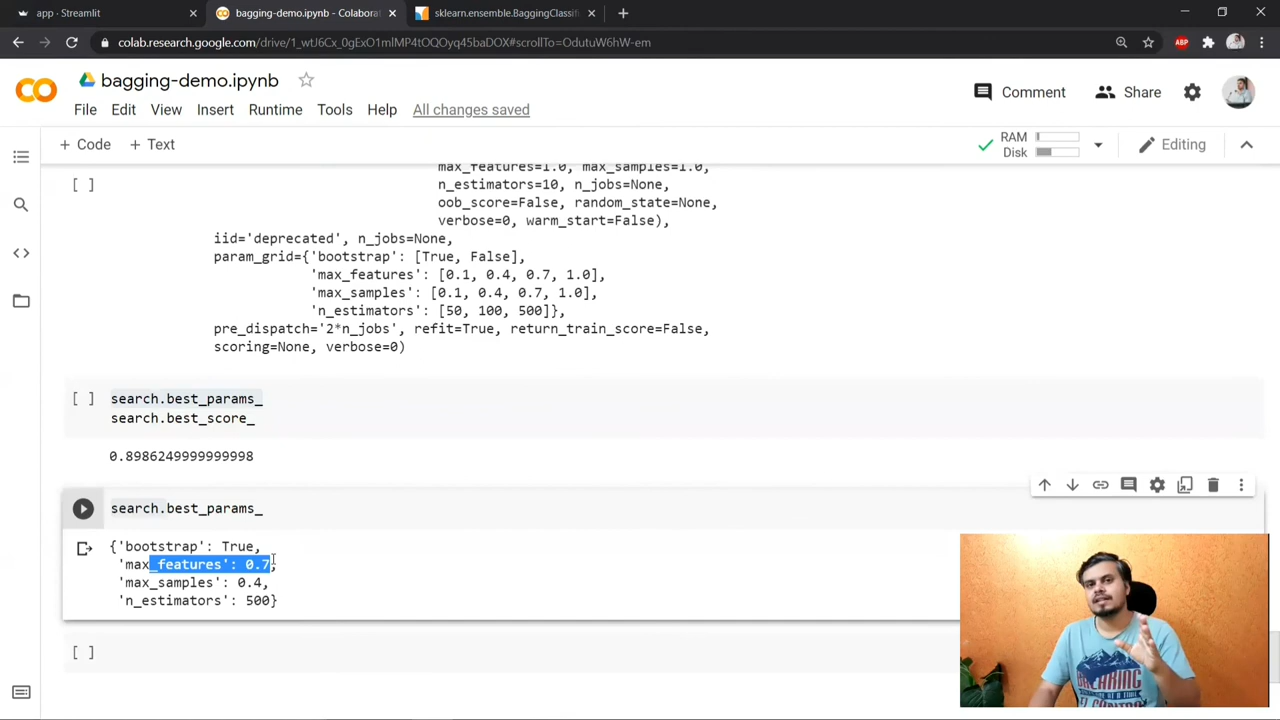 app · Streamlit
bagging-demo.ipynb - Colaborat
sklearn.ensemble.BaggingClassif
colab.research.google.com/drive/1_wtJ6Cx_0gExO1mlMP4tOQOyq45baDOX#scrollTo=OdutuW6hW-em
ABP
bagging-demo.ipynb
File Edit View Insert Runtime Tools Help All changes saved
Comment Share
+ Code + Text
RAM
Disk
Editing
max_features=1.0, max_samples=1.0,
[ ]
n_estimators=10, n_jobs=None,
oob_score=False, random_state=None,
verbose=0, warm_start=False),
iid='deprecated', n_jobs=None,
param_grid={'bootstrap': [True, False],
'max_features': [0.1, 0.4, 0.7, 1.0],
'max_samples': [0.1, 0.4, 0.7, 1.0],
'n_estimators': [50, 100, 500]},
pre_dispatch='2*n_jobs', refit=True, return_train_score=False,
scoring=None, verbose=0)
[ ] search.best_params_
search.best_score_
0.8986249999999998
search.best_params_
{'bootstrap': True,
'max_features': 0.7,
'max_samples': 0.4,
'n_estimators': 500}
[ ]